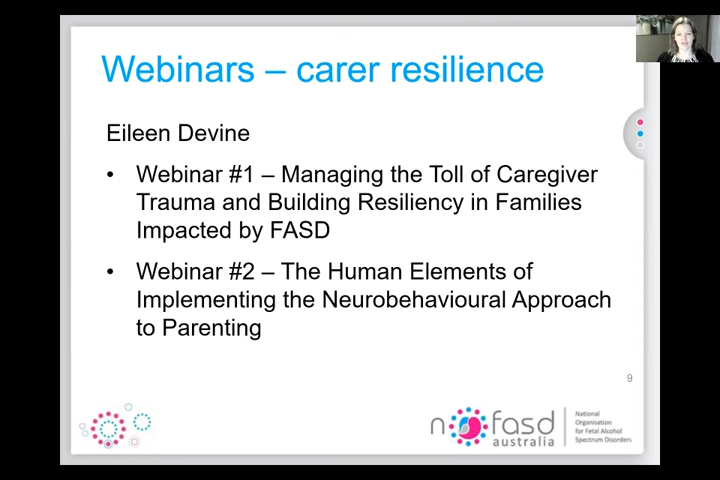 Webinars – carer resilience
Eileen Devine
• Webinar #1 – Managing the Toll of Caregiver
Trauma and Building Resiliency in Families
Impacted by FASD
• Webinar #2 – The Human Elements of
Implementing the Neurobehavioural Approach
to Parenting
9
nofasd
australia
National
Organisation
for Fetal Alcohol
Spectrum Disorders